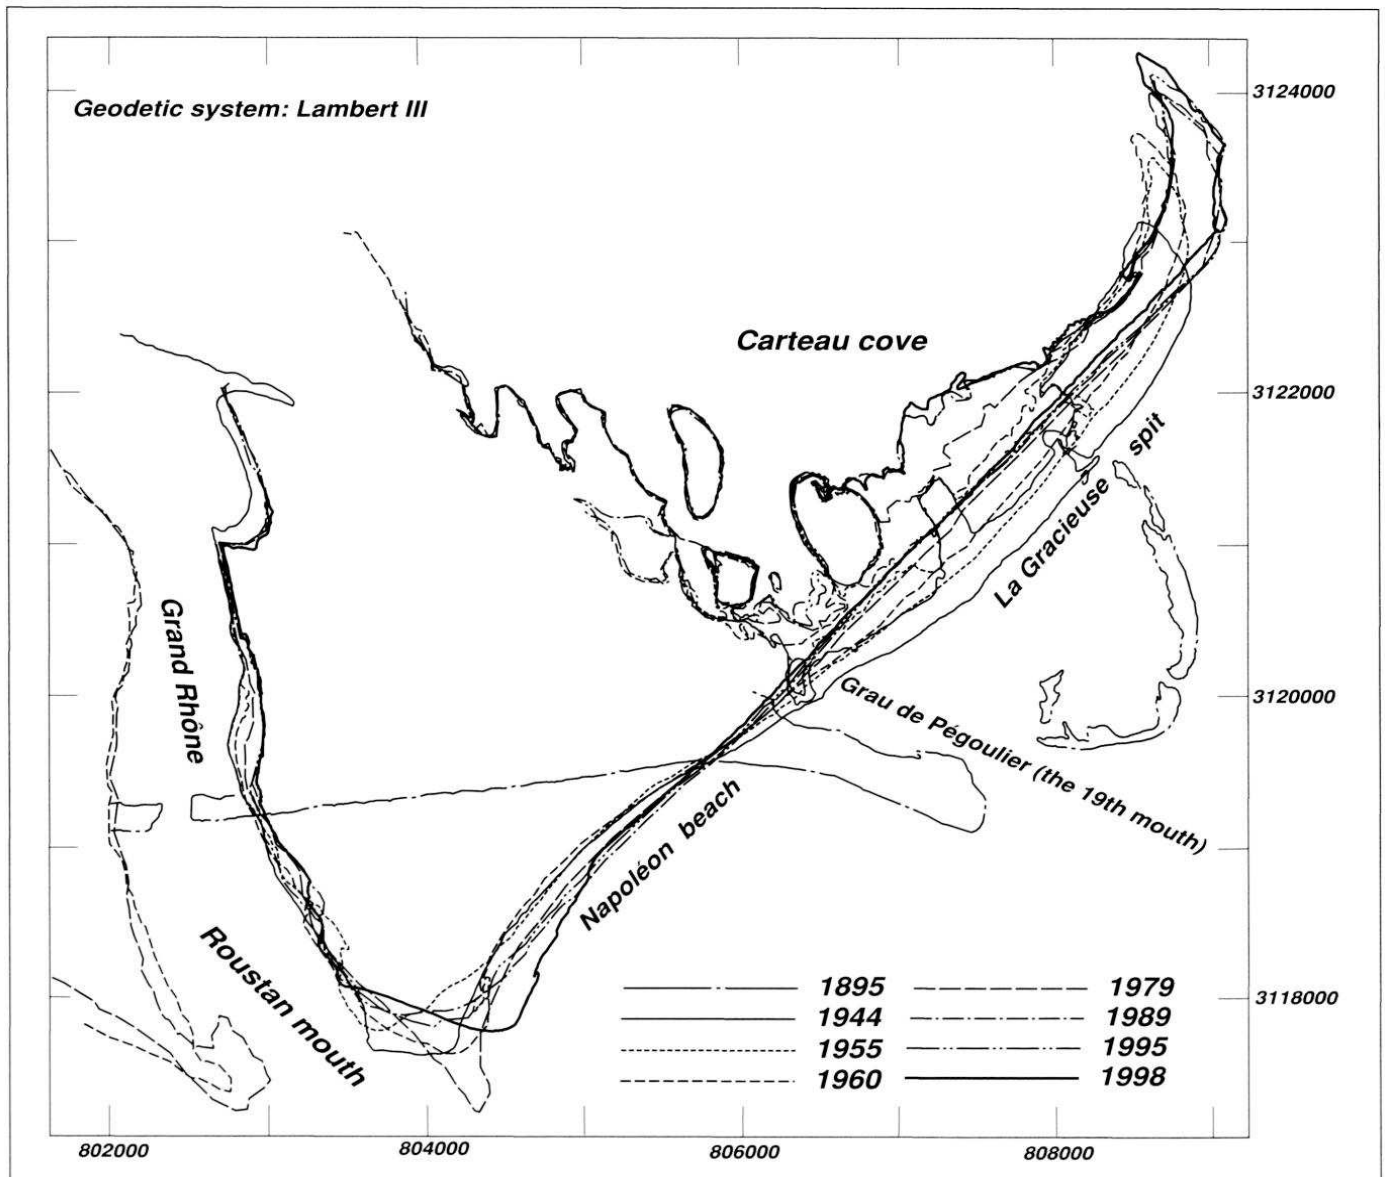 Geodetic system: Lambert III
3124000
Carteau cove
3122000
La Gracieuse spit
Grand Rhône
3120000
Grau de Pégoulier (the 19th mouth)
Napoléon beach
Roustan mouth
1895 1979
3118000
1944 1989
1955 1995
1960 1998
802000 804000 806000 808000